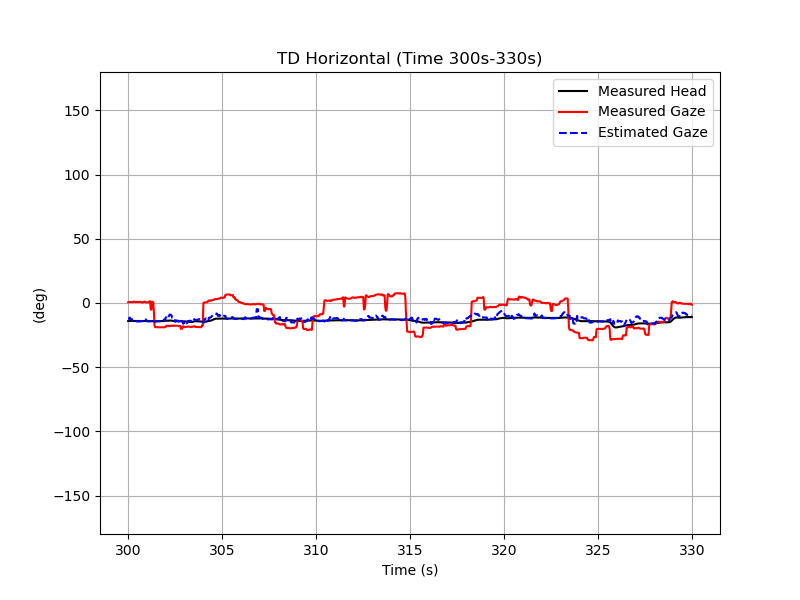 TD Horizontal (Time 300s-330s)
Measured Head
Measured Gaze
Estimated Gaze
150
100
50
0
−50
−100
−150
(deg)
300
305
310
315
320
325
330
Time (s)